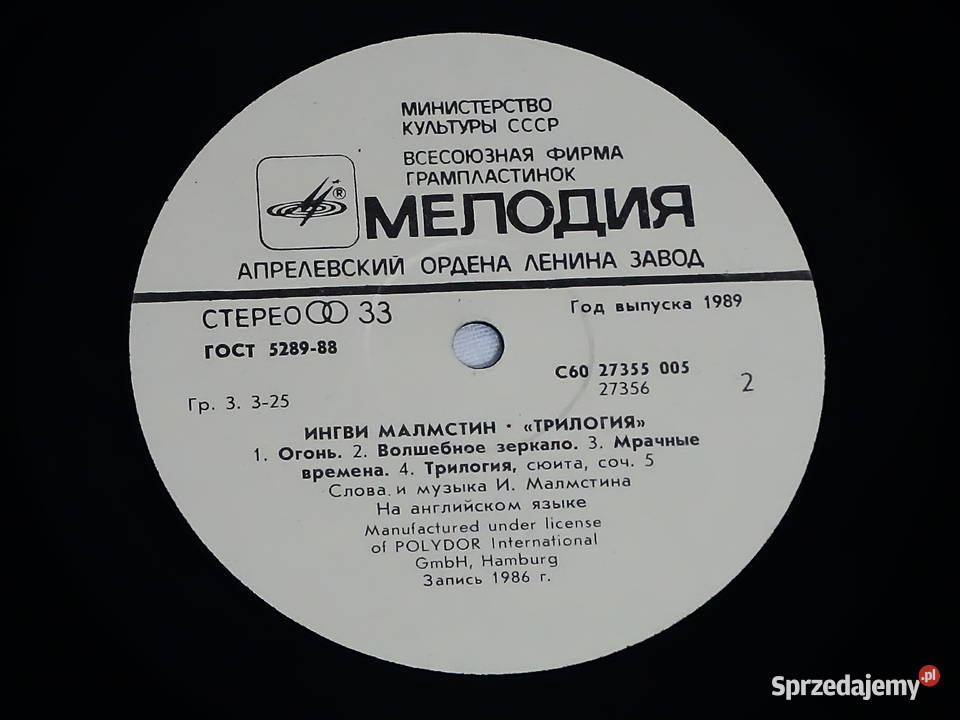 МИНИСТЕРСТВО
КУЛЬТУРЫ СССР
ВСЕСОЮЗНАЯ ФИРМА
ГРАМПЛАСТИНОК
®
МЕЛОДИЯ
АПРЕЛЕВСКИЙ ОРДЕНА ЛЕНИНА ЗАВОД
СТЕРЕО 33
Год выпуска 1989
ГОСТ 5289-88
С60 27355 005
27356
2
Гр. 3. 3-25
ИНГВИ МАЛМСТИН · «ТРИЛОГИЯ»
1. Огонь. 2. Волшебное зеркало. 3. Мрачные
времена. 4. Трилогия, сюита, соч. 5
Слова и музыка И. Малмстина
На английском языке
Manufactured under license
of POLYDOR International
GmbH, Hamburg
Запись 1986 г.
Sprzedajemy.pl